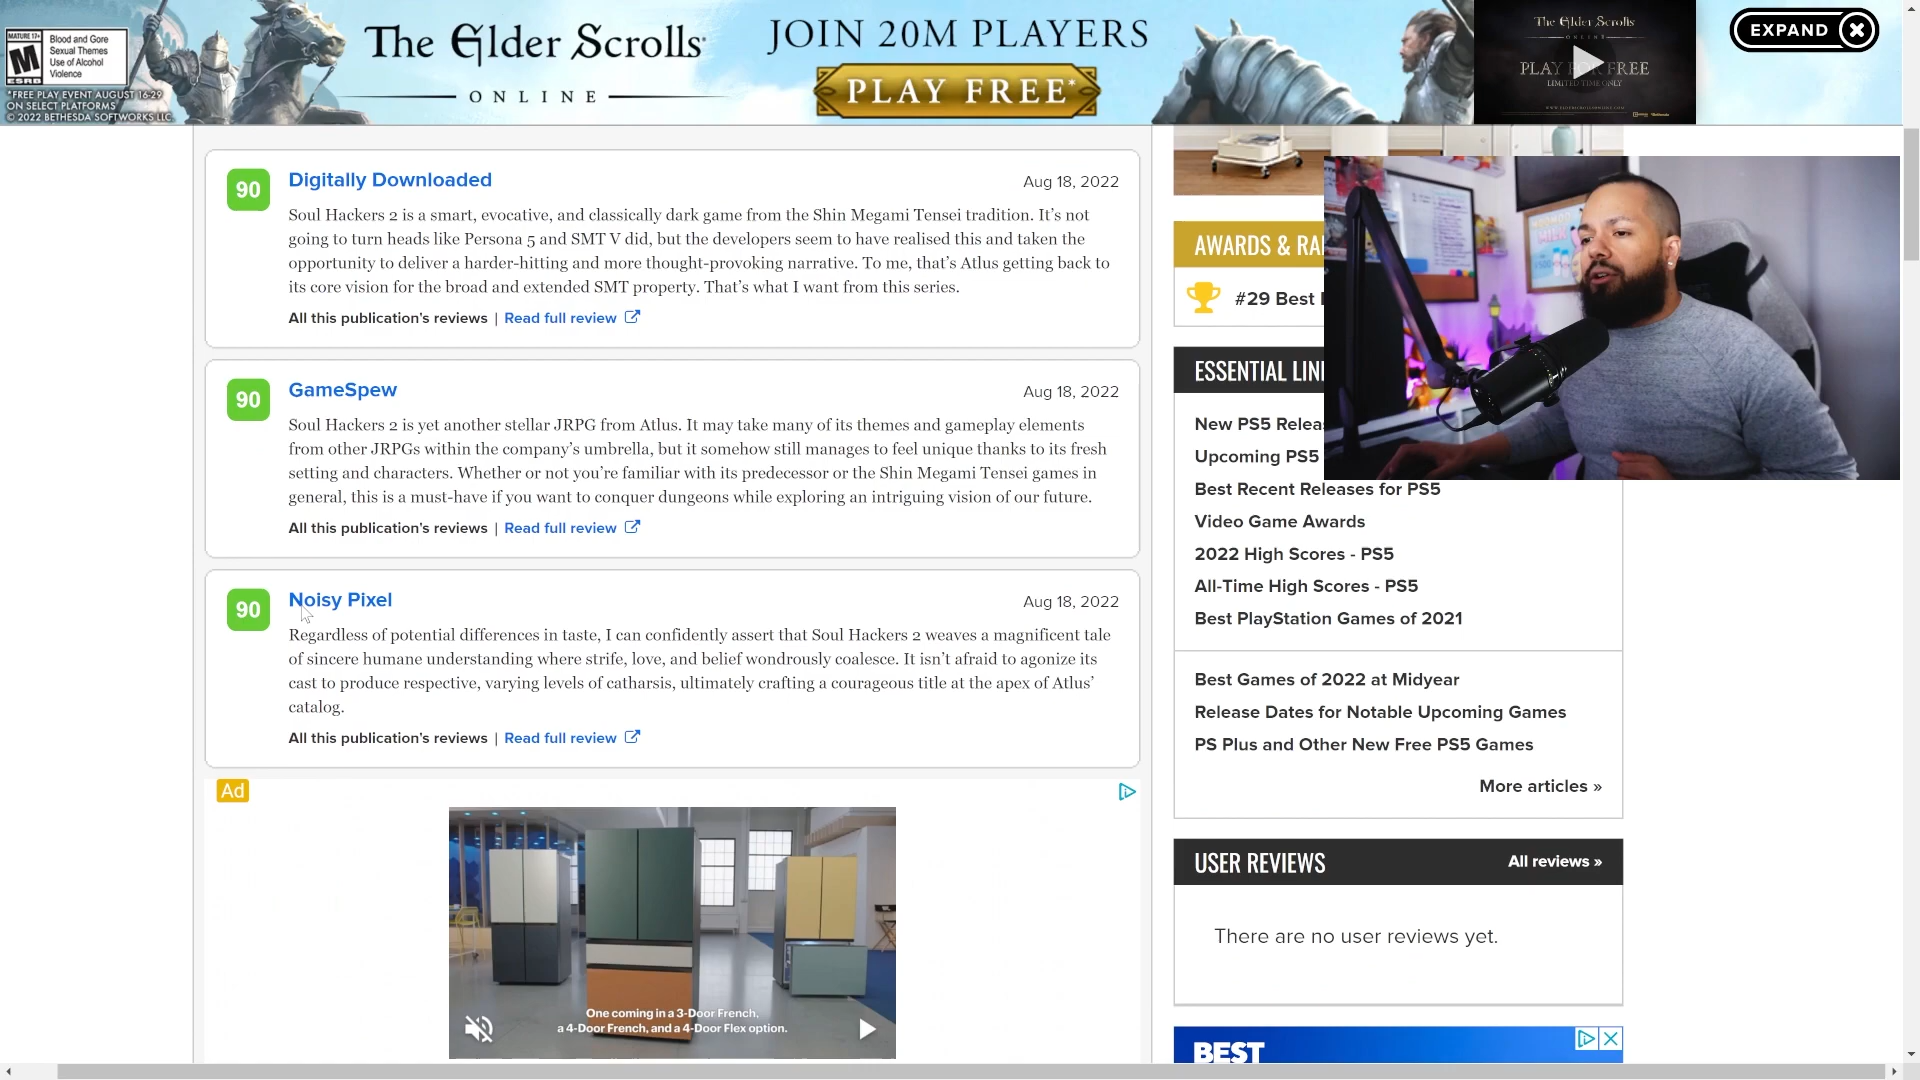 MATURE 17+
M
ESRB
Blood and Gore
Sexual Themes
Use of Alcohol
Violence
*FREE PLAY EVENT AUGUST 16-29
ON SELECT PLATFORMS
© 2022 BETHESDA SOFTWORKS LLC.
The Elder Scrolls
ONLINE
JOIN 20M PLAYERS
PLAY FREE*
The Elder Scrolls
ONLINE
PLAY FOR FREE
LIMITED TIME ONLY
EXPAND
90
Digitally Downloaded
Aug 18, 2022
Soul Hackers 2 is a smart, evocative, and classically dark game from the Shin Megami Tensei tradition. It’s not
going to turn heads like Persona 5 and SMT V did, but the developers seem to have realised this and taken the
opportunity to deliver a harder-hitting and more thought-provoking narrative. To me, that’s Atlus getting back to
its core vision for the broad and extended SMT property. That’s what I want from this series.
All this publication's reviews | Read full review
90
GameSpew
Aug 18, 2022
Soul Hackers 2 is yet another stellar JRPG from Atlus. It may take many of its themes and gameplay elements
from other JRPGs within the company’s umbrella, but it somehow still manages to feel unique thanks to its fresh
setting and characters. Whether or not you’re familiar with its predecessor or the Shin Megami Tensei games in
general, this is a must-have if you want to conquer dungeons while exploring an intriguing vision of our future.
All this publication's reviews | Read full review
90
Noisy Pixel
Aug 18, 2022
Regardless of potential differences in taste, I can confidently assert that Soul Hackers 2 weaves a magnificent tale
of sincere humane understanding where strife, love, and belief wondrously coalesce. It isn’t afraid to agonize its
cast to produce respective, varying levels of catharsis, ultimately crafting a courageous title at the apex of Atlus’
catalog.
All this publication's reviews | Read full review
Ad
One coming in a 3-Door French.
a 4-Door French, and a 4-Door Flex option.
AWARDS & RA
#29 Best
ESSENTIAL LIN
New PS5 Relea
Upcoming PS5
Best Recent Releases for PS5
Video Game Awards
2022 High Scores - PS5
All-Time High Scores - PS5
Best PlayStation Games of 2021
Best Games of 2022 at Midyear
Release Dates for Notable Upcoming Games
PS Plus and Other New Free PS5 Games
More articles »
USER REVIEWS
All reviews »
There are no user reviews yet.
BEST